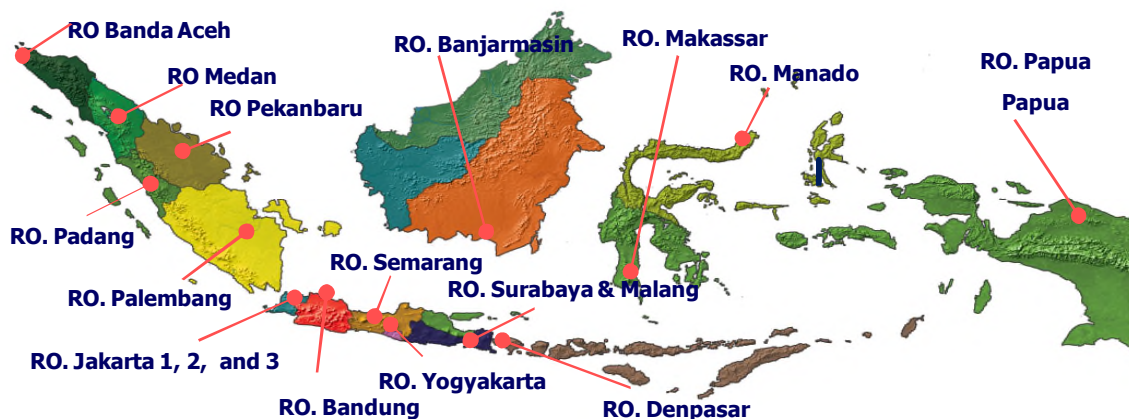 RO Banda Aceh
RO. Banjarmasin
RO. Makassar
RO. Manado
RO. Papua
RO Medan
RO Pekanbaru
Papua
RO. Padang
RO. Semarang
RO. Palembang
RO. Surabaya & Malang
RO. Jakarta 1, 2, and 3
RO. Yogyakarta
RO. Bandung
RO. Denpasar